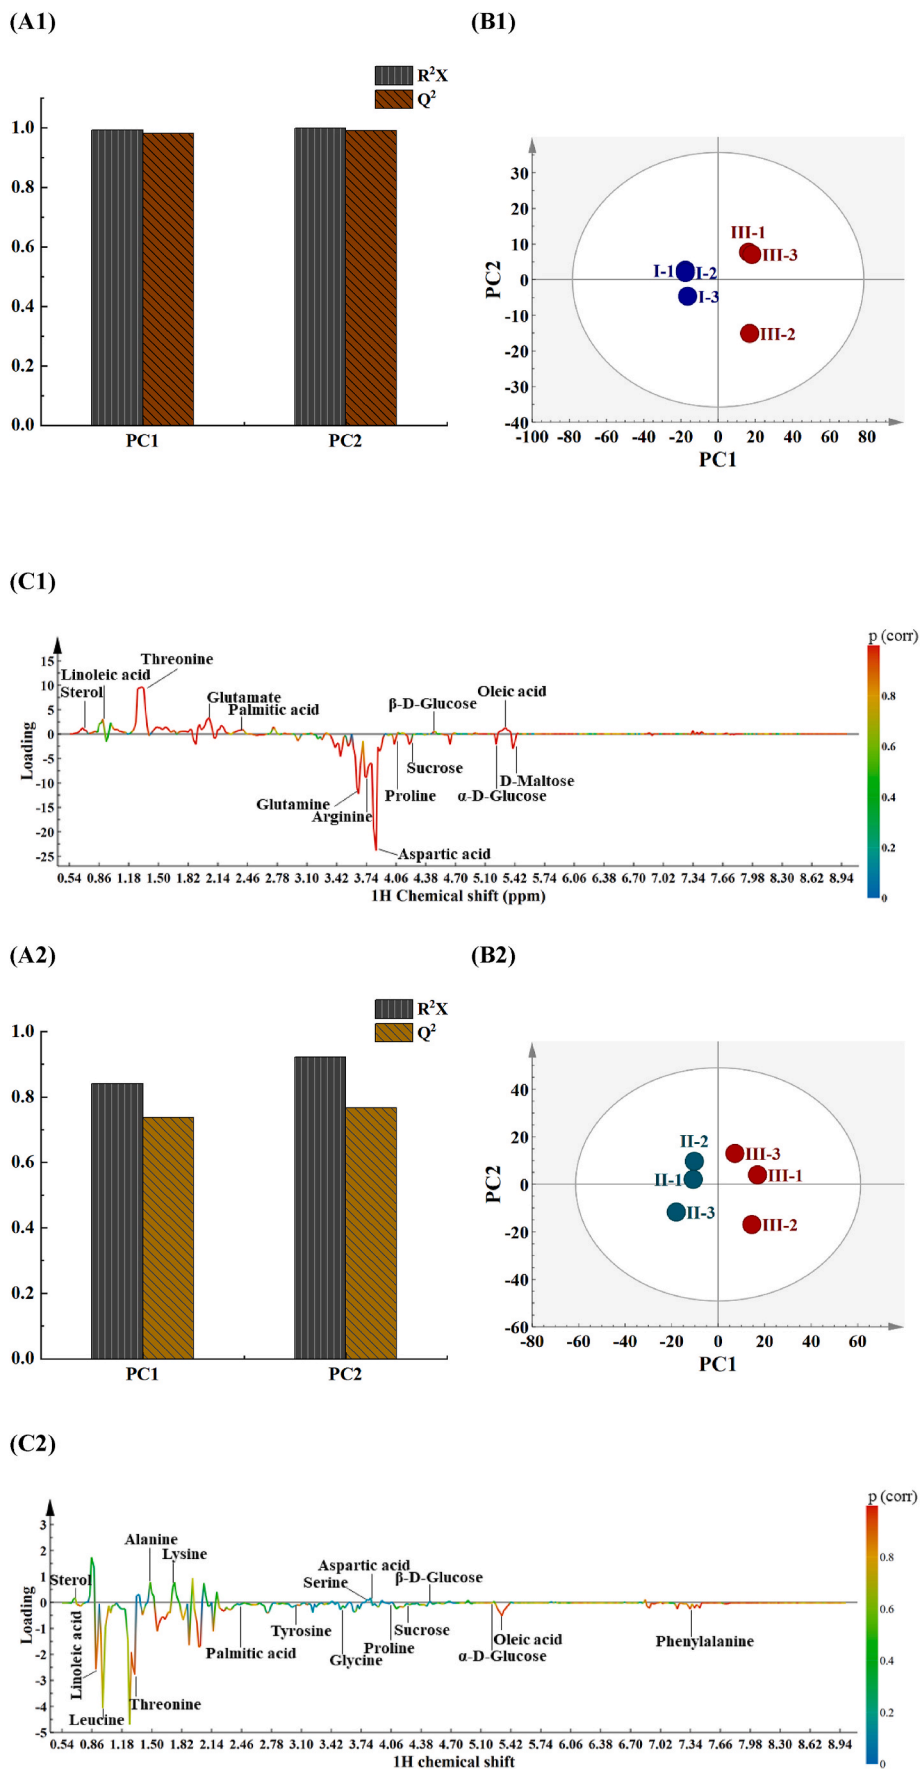 (A1)
(B1)
R²X
Q²
1.0
0.8
0.6
0.4
0.2
0.0
PC1
PC2
30
20
10
0
-10
-20
-30
-40
PC2
III-1
III-3
I-1
I-2
I-3
III-2
-100 -80 -60 -40 -20 0 20 40 60 80
PC1
(C1)
p (corr)
15
10
5
0
-5
-10
-15
-20
-25
Loading
Threonine
Linoleic acid
Sterol
Glutamate
Palmitic acid
β-D-Glucose
Oleic acid
Sucrose
D-Maltose
Glutamine
Arginine
Proline
α-D-Glucose
Aspartic acid
0.54 0.86 1.18 1.50 1.82 2.14 2.46 2.78 3.10 3.42 3.74 4.06 4.38 4.70 5.10 5.42 5.74 6.06 6.38 6.70 7.02 7.34 7.66 7.98 8.30 8.62 8.94
1H Chemical shift (ppm)
0.8
0.6
0.4
0.2
0
(A2)
(B2)
R²X
Q²
1.0
0.8
0.6
0.4
0.2
0.0
PC1
PC2
40
20
0
-20
-40
-60
PC2
II-2
III-3
II-1
III-1
II-3
III-2
-80 -60 -40 -20 0 20 40 60
PC1
(C2)
p (corr)
3
2
1
0
-1
-2
-3
-4
-5
Loading
Alanine
Lysine
Aspartic acid
Sterol
Serine
β-D-Glucose
Linoleic acid
Palmitic acid
Tyrosine
Glycine
Proline
Sucrose
α-D-Glucose
Oleic acid
Phenylalanine
Leucine
Threonine
0.54 0.86 1.18 1.50 1.82 2.14 2.46 2.78 3.10 3.42 3.74 4.06 4.38 4.70 5.10 5.42 5.74 6.06 6.38 6.70 7.02 7.34 7.66 7.98 8.30 8.62 8.94
1H chemical shift
0.8
0.6
0.4
0.2
0